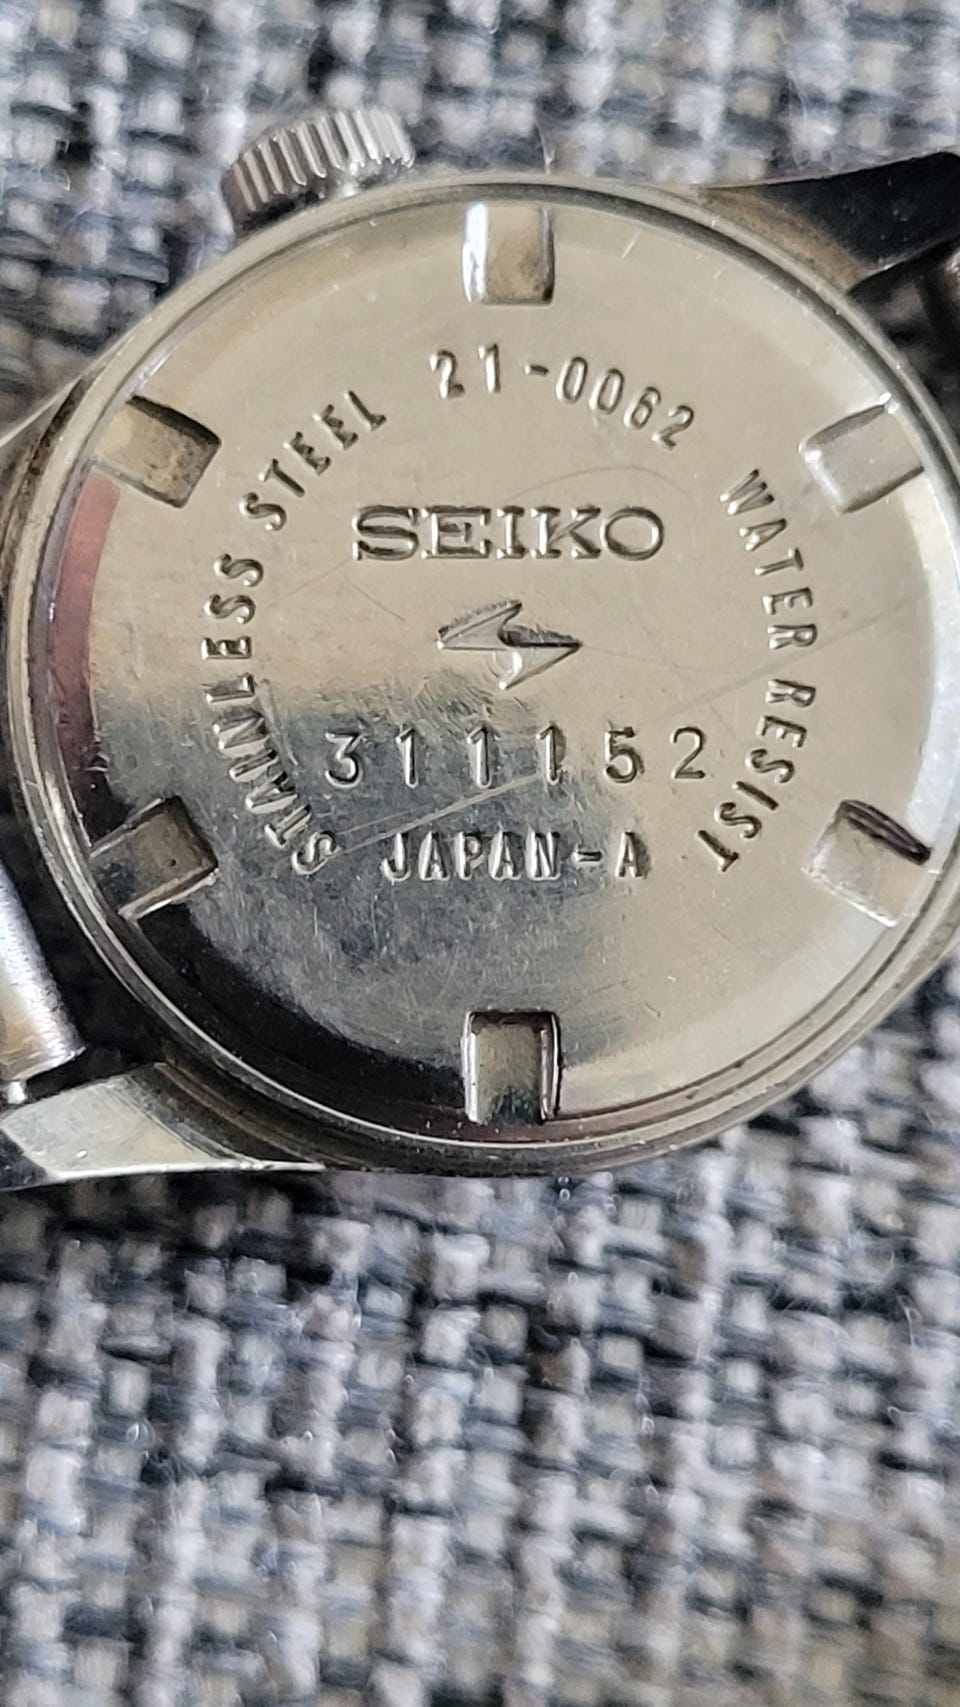 STAINLESS STEEL 21-0062 WATER RESIST
SEIKO
311152
JAPAN-A